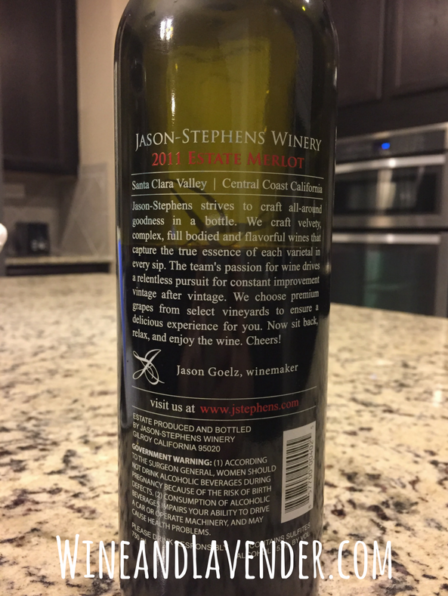 JASON-STEPHENS WINERY
2011 ESTATE MERLOT
Santa Clara Valley | Central Coast California
Jason-Stephens strives to craft all-around
goodness in a bottle. We craft velvety,
complex, full bodied and flavorful wines that
capture the true essence of each varietal in
every sip. The team's passion for wine drives
a relentless pursuit for constant improvement
vintage after vintage. We choose premium
grapes from select vineyards to ensure a
delicious experience for you. Now sit back,
relax, and enjoy the wine. Cheers!
Jason Goelz, winemaker
visit us at www.jstephens.com
ESTATE PRODUCED AND BOTTLED
BY JASON-STEPHENS WINERY
GILROY CALIFORNIA 95020
GOVERNMENT WARNING: (1) ACCORDING
TO THE SURGEON GENERAL, WOMEN SHOULD
NOT DRINK ALCOHOLIC BEVERAGES DURING
PREGNANCY BECAUSE OF THE RISK OF BIRTH
DEFECTS. (2) CONSUMPTION OF ALCOHOLIC
BEVERAGES IMPAIRS YOUR ABILITY TO DRIVE
A CAR OR OPERATE MACHINERY, AND MAY
CAUSE HEALTH PROBLEMS.
PLEASE CONTAINS SULFITES
WINEANDLAVENDER.COM